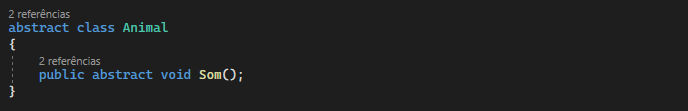 2 referências
abstract class Animal
{
2 referências
public abstract void Som();
}